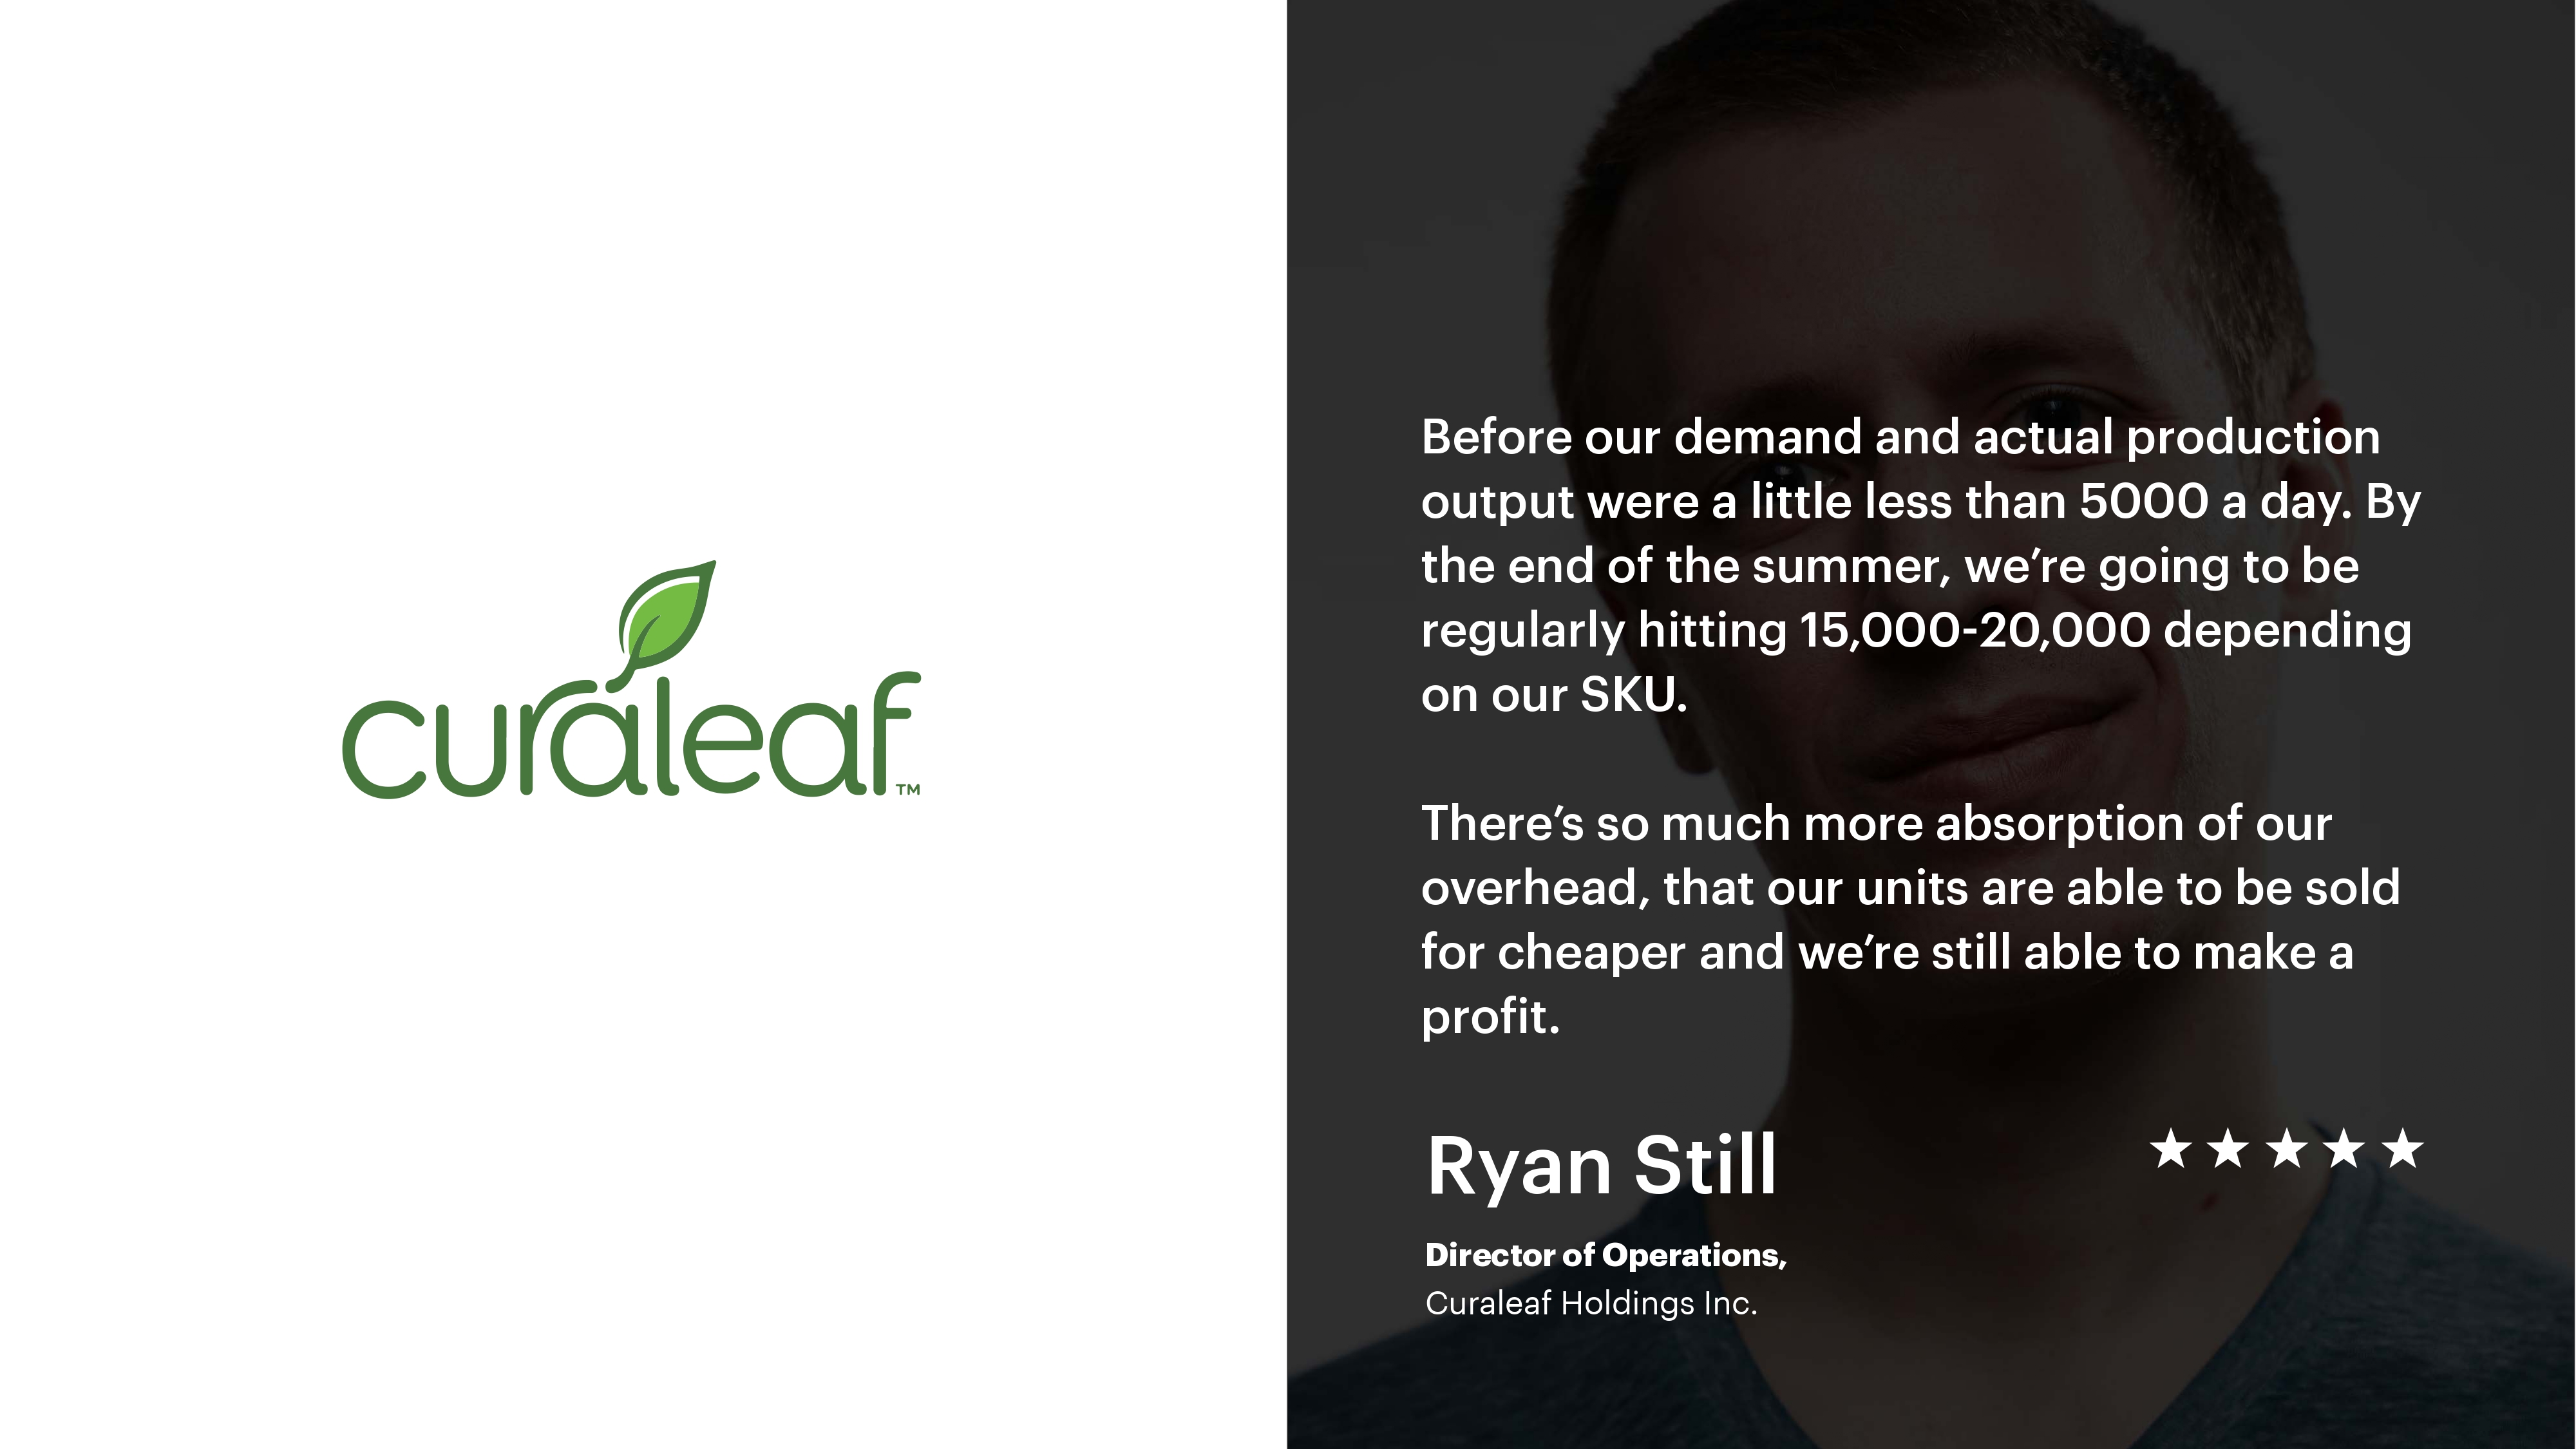 curaleaf™
Before our demand and actual production
output were a little less than 5000 a day. By
the end of the summer, we’re going to be
regularly hitting 15,000-20,000 depending
on our SKU.
There’s so much more absorption of our
overhead, that our units are able to be sold
for cheaper and we’re still able to make a
profit.
Ryan Still
Director of Operations,
Curaleaf Holdings Inc.